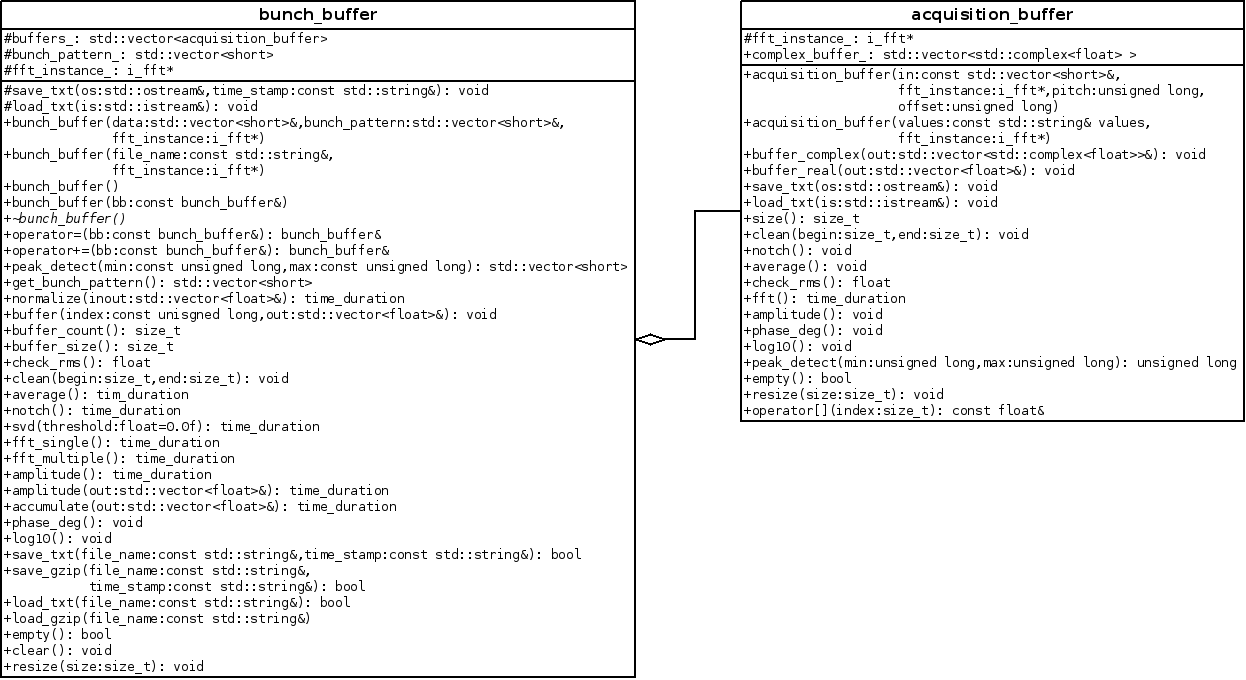 bunch_buffer
#buffers_: std::vector<acquisition_buffer>
#bunch_pattern_: std::vector<short>
#fft_instance_: i_fft*
#save_txt(os:std::ostream&,time_stamp:const std::string&): void
#load_txt(is:std::istream&): void
+bunch_buffer(data:std::vector<short>&,bunch_pattern:std::vector<short>&,
fft_instance:i_fft*)
+bunch_buffer(file_name:const std::string&,
fft_instance:i_fft*)
+bunch_buffer()
+bunch_buffer(bb:const bunch_buffer&)
+~bunch_buffer()
+operator=(bb:const bunch_buffer&): bunch_buffer&
+operator+=(bb:const bunch_buffer&): bunch_buffer&
+peak_detect(min:const unsigned long,max:const unsigned long): std::vector<short>
+get_bunch_pattern(): std::vector<short>
+normalize(inout:std::vector<float>&): time_duration
+buffer(index:const unisgned long,out:std::vector<float>&): void
+buffer_count(): size_t
+buffer_size(): size_t
+check_rms(): float
+clean(begin:size_t,end:size_t): void
+average(): tim_duration
+notch(): time_duration
+svd(threshold:float=0.0f): time_duration
+fft_single(): time_duration
+fft_multiple(): time_duration
+amplitude(): time_duration
+amplitude(out:std::vector<float>&): time_duration
+accumulate(out:std::vector<float>&): time_duration
+phase_deg(): void
+log10(): void
+save_txt(file_name:const std::string&,time_stamp:const std::string&): bool
+save_gzip(file_name:const std::string&,
time_stamp:const std::string&): bool
+load_txt(file_name:const std::string&): bool
+load_gzip(file_name:const std::string&)
+empty(): bool
+clear(): void
+resize(size:size_t): void
acquisition_buffer
#fft_instance_: i_fft*
+complex_buffer_: std::vector<std::complex<float> >
+acquisition_buffer(in:const std::vector<short>&,
fft_instance:i_fft*,pitch:unsigned long,
offset:unsigned long)
+acquisition_buffer(values:const std::string& values,
fft_instance:i_fft*)
+buffer_complex(out:std::vector<std::complex<float>>&): void
+buffer_real(out:std::vector<float>&): void
+save_txt(os:std::ostream&): void
+load_txt(is:std::istream&): void
+size(): size_t
+clean(begin:size_t,end:size_t): void
+notch(): void
+average(): void
+check_rms(): float
+fft(): time_duration
+amplitude(): void
+phase_deg(): void
+log10(): void
+peak_detect(min:unsigned long,max:unsigned long): unsigned long
+empty(): bool
+resize(size:size_t): void
+operator[](index:size_t): const float&